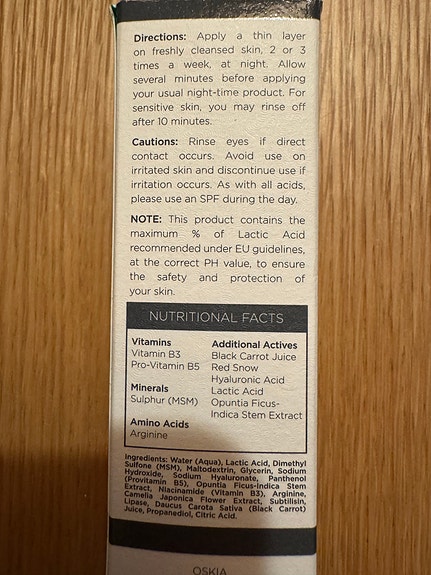 Directions: Apply a thin layer
on freshly cleansed skin, 2 or 3
times a week, at night. Allow
several minutes before applying
your usual night-time product. For
sensitive skin, you may rinse off
after 10 minutes.
Cautions: Rinse eyes if direct
contact occurs. Avoid use on
irritated skin and discontinue use if
irritation occurs. As with all acids,
please use an SPF during the day.
NOTE: This product contains the
maximum % of Lactic Acid
recommended under EU guidelines,
at the correct PH value, to ensure
the safety and protection of
your skin.
NUTRITIONAL FACTS
Vitamins
Vitamin B3
Pro-Vitamin B5
Minerals
Sulphur (MSM)
Amino Acids
Arginine
Additional Actives
Black Carrot Juice
Red Snow
Hyaluronic Acid
Lactic Acid
Opuntia Ficus-
Indica Stem Extract
Ingredients: Water (Aqua), Lactic Acid, Dimethyl
Sulfone (MSM), Maltodextrin, Glycerin, Sodium
Hydroxide, Sodium Hyaluronate, Panthenol
(Provitamin B5), Opuntia Ficus-Indica Stem
Extract, Niacinamide (Vitamin B3), Arginine,
Camelia Japonica Flower Extract, Subtilisin,
Lipase, Daucus Carota Sativa (Black Carrot)
Juice, Propanediol, Citric Acid.
OSKIA